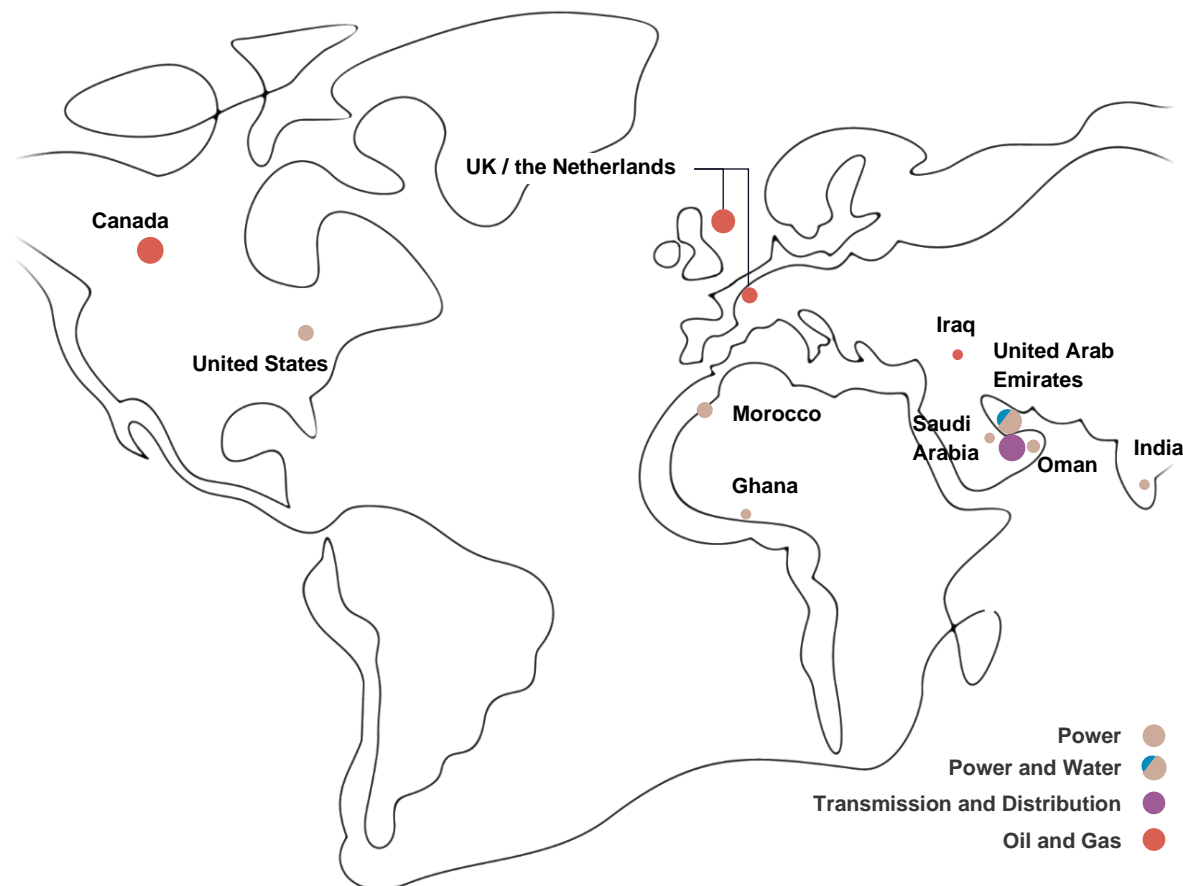 UK / the Netherlands
Canada
United States
Iraq
United Arab
Emirates
Morocco
Saudi
Arabia
Oman
India
Ghana
Power
Power and Water
Transmission and Distribution
Oil and Gas